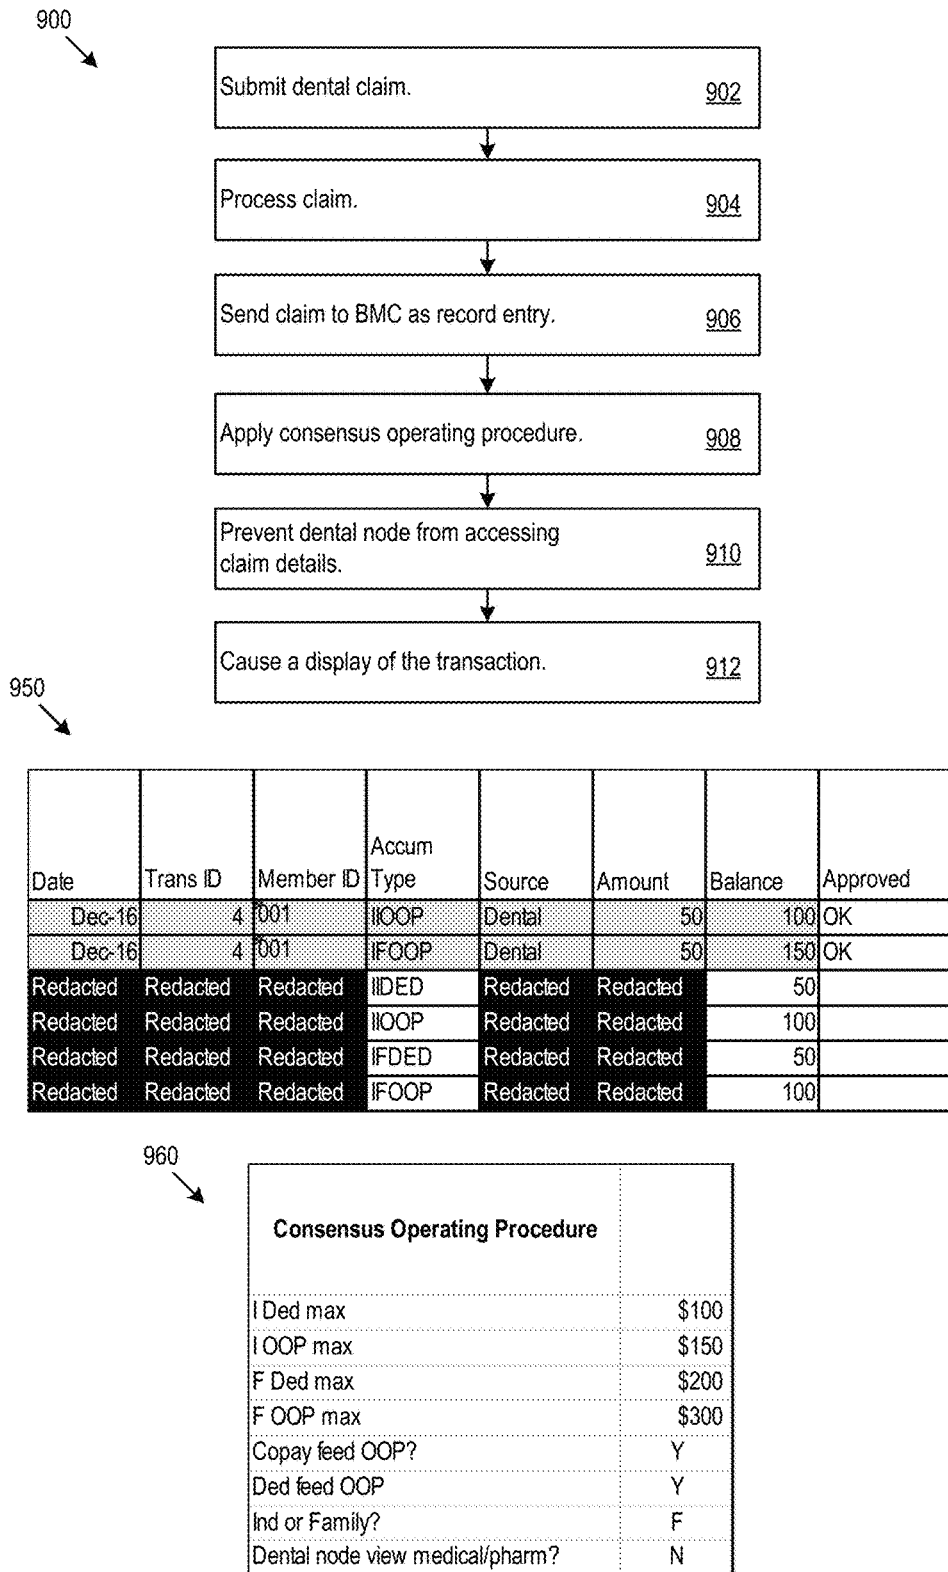 900
Submit dental claim. 902
Process claim. 904
Send claim to BMC as record entry. 906
Apply consensus operating procedure. 908
Prevent dental node from accessing
claim details. 910
Cause a display of the transaction. 912
950
Date Trans ID Member ID Accum Type Source Amount Balance Approved
Dec-16 4 001 IIOOP Dental 50 100 OK
Dec-16 4 001 IFOOP Dental 50 150 OK
Redacted Redacted Redacted IIDED Redacted Redacted 50
Redacted Redacted Redacted IIOOP Redacted Redacted 100
Redacted Redacted Redacted IFDED Redacted Redacted 50
Redacted Redacted Redacted IFOOP Redacted Redacted 100
960
Consensus Operating Procedure
I Ded max $100
I OOP max $150
F Ded max $200
F OOP max $300
Copay feed OOP? Y
Ded feed OOP Y
Ind or Family? F
Dental node view medical/pharm? N